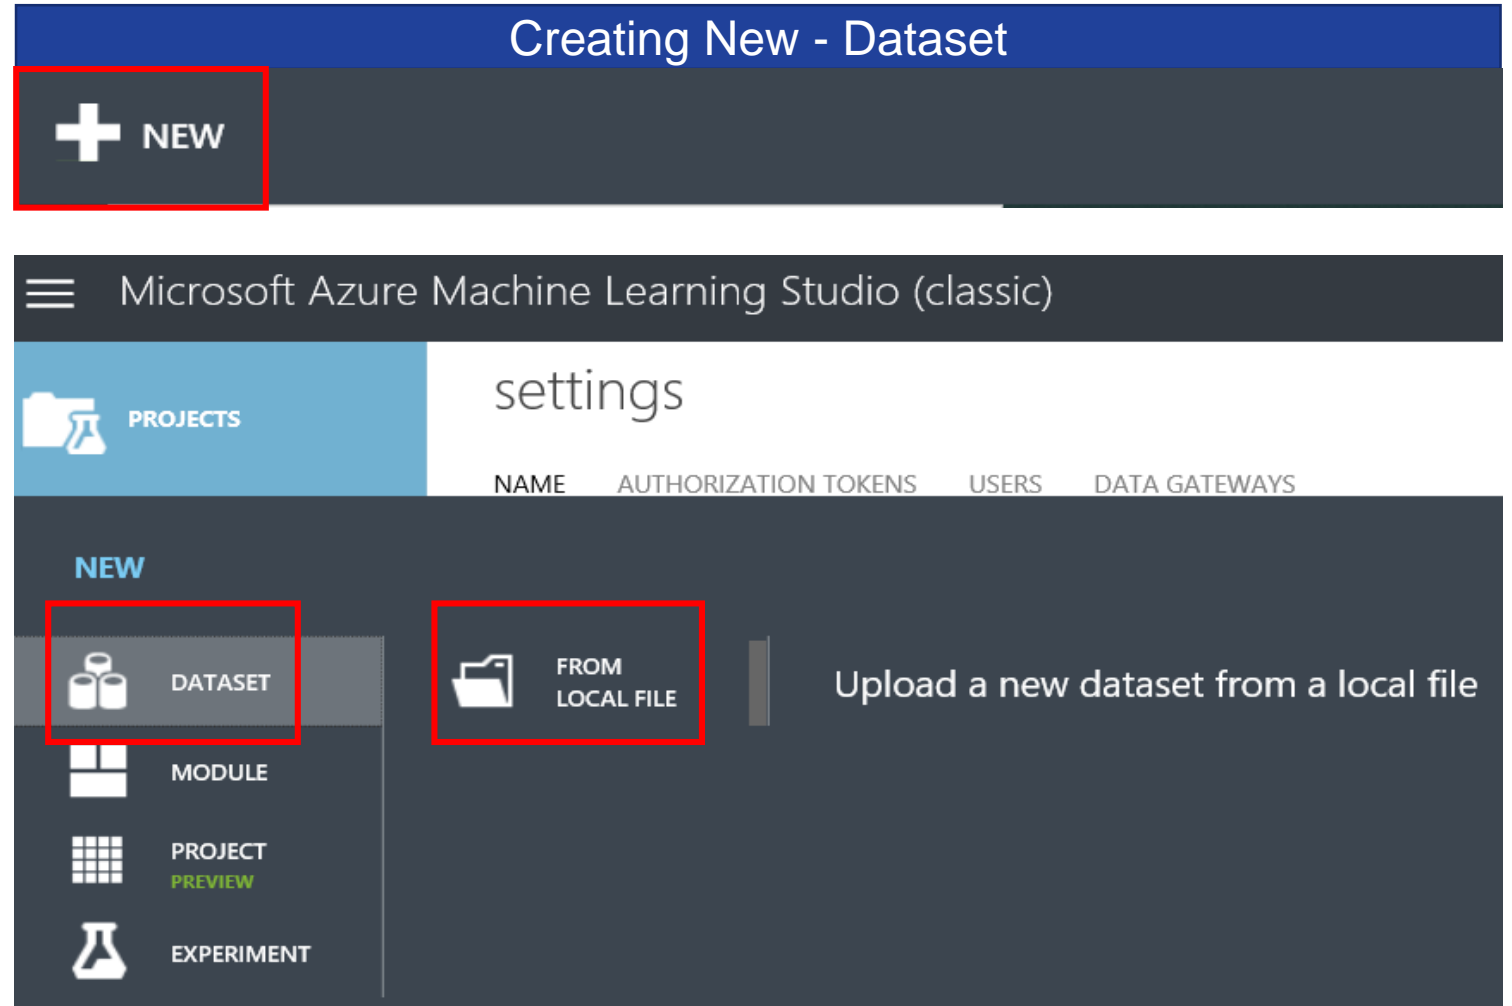 Creating New - Dataset
NEW
Microsoft Azure Machine Learning Studio (classic)
PROJECTS
settings
NAME AUTHORIZATION TOKENS USERS DATA GATEWAYS
NEW
DATASET
FROM
LOCAL FILE
Upload a new dataset from a local file
MODULE
PROJECT
PREVIEW
EXPERIMENT